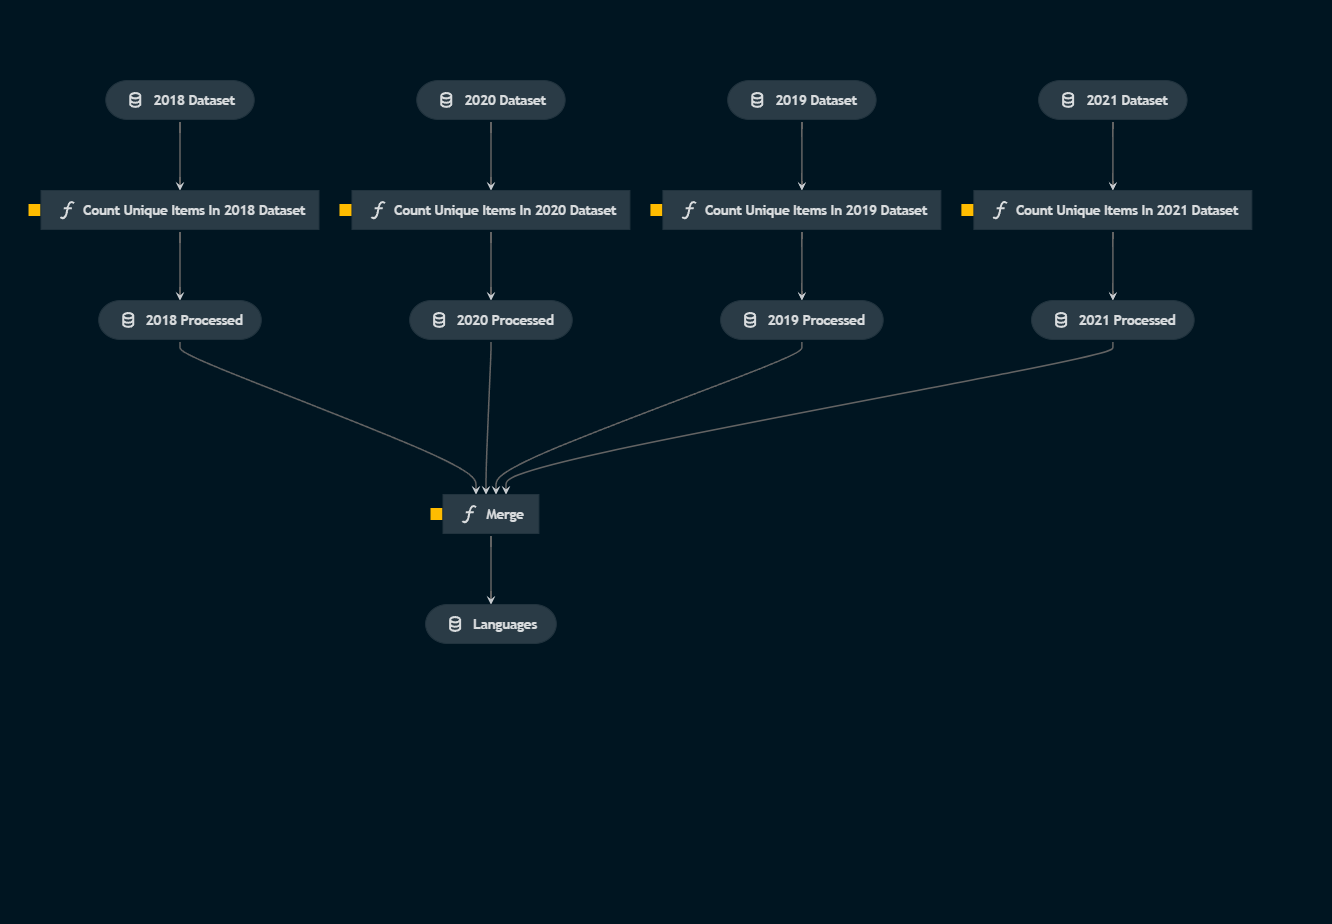 2018 Dataset
2020 Dataset
2019 Dataset
2021 Dataset
Count Unique Items In 2018 Dataset
Count Unique Items In 2020 Dataset
Count Unique Items In 2019 Dataset
Count Unique Items In 2021 Dataset
2018 Processed
2020 Processed
2019 Processed
2021 Processed
Merge
Languages